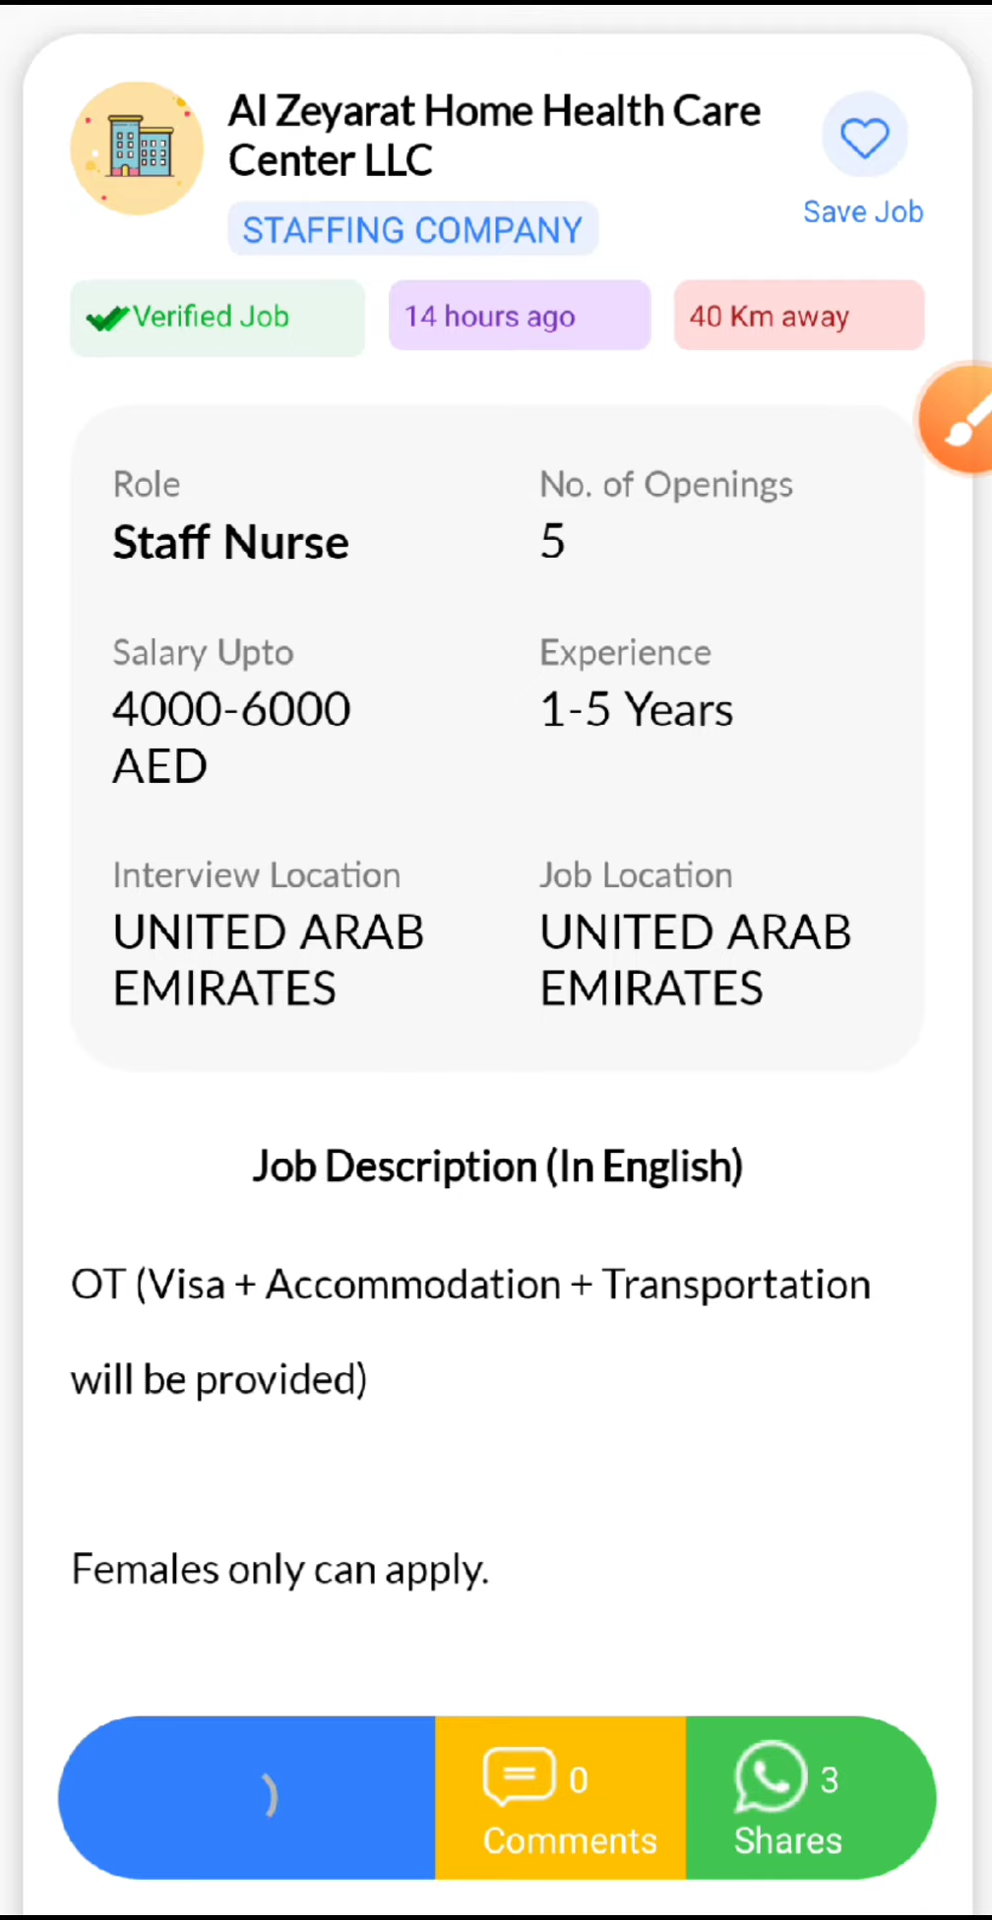 Al Zeyarat Home Health Care
Center LLC
Save Job
STAFFING COMPANY
Verified Job
14 hours ago
40 Km away
Role
Staff Nurse
No. of Openings
5
Salary Upto
4000-6000
AED
Experience
1-5 Years
Interview Location
UNITED ARAB
EMIRATES
Job Location
UNITED ARAB
EMIRATES
Job Description (In English)
OT (Visa + Accommodation + Transportation
will be provided)
Females only can apply.
0
Comments
3
Shares